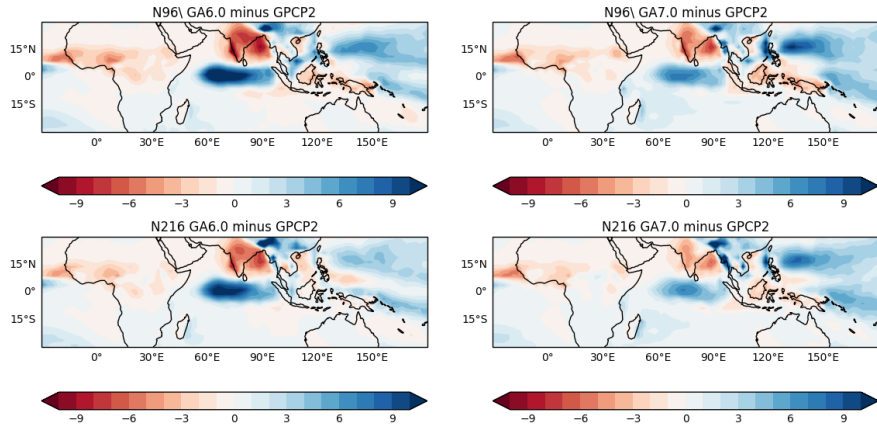 N96\ GA6.0 minus GPCP2
15°N
0°
15°S
0°
30°E
60°E
90°E
120°E
150°E
−9
−6
−3
0
3
6
9
N96\ GA7.0 minus GPCP2
15°N
0°
15°S
0°
30°E
60°E
90°E
120°E
150°E
−9
−6
−3
0
3
6
9
N216 GA6.0 minus GPCP2
15°N
0°
15°S
0°
30°E
60°E
90°E
120°E
150°E
−9
−6
−3
0
3
6
9
N216 GA7.0 minus GPCP2
15°N
0°
15°S
0°
30°E
60°E
90°E
120°E
150°E
−9
−6
−3
0
3
6
9